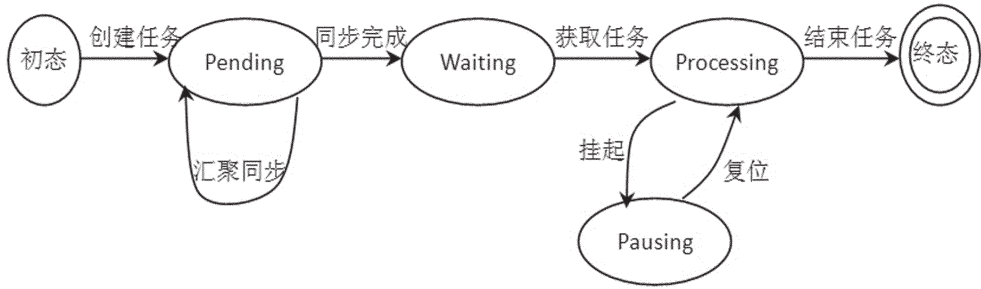 创建任务
同步完成
获取任务
结束任务
初态
Pending
Waiting
Processing
终态
汇聚同步
挂起
复位
Pausing